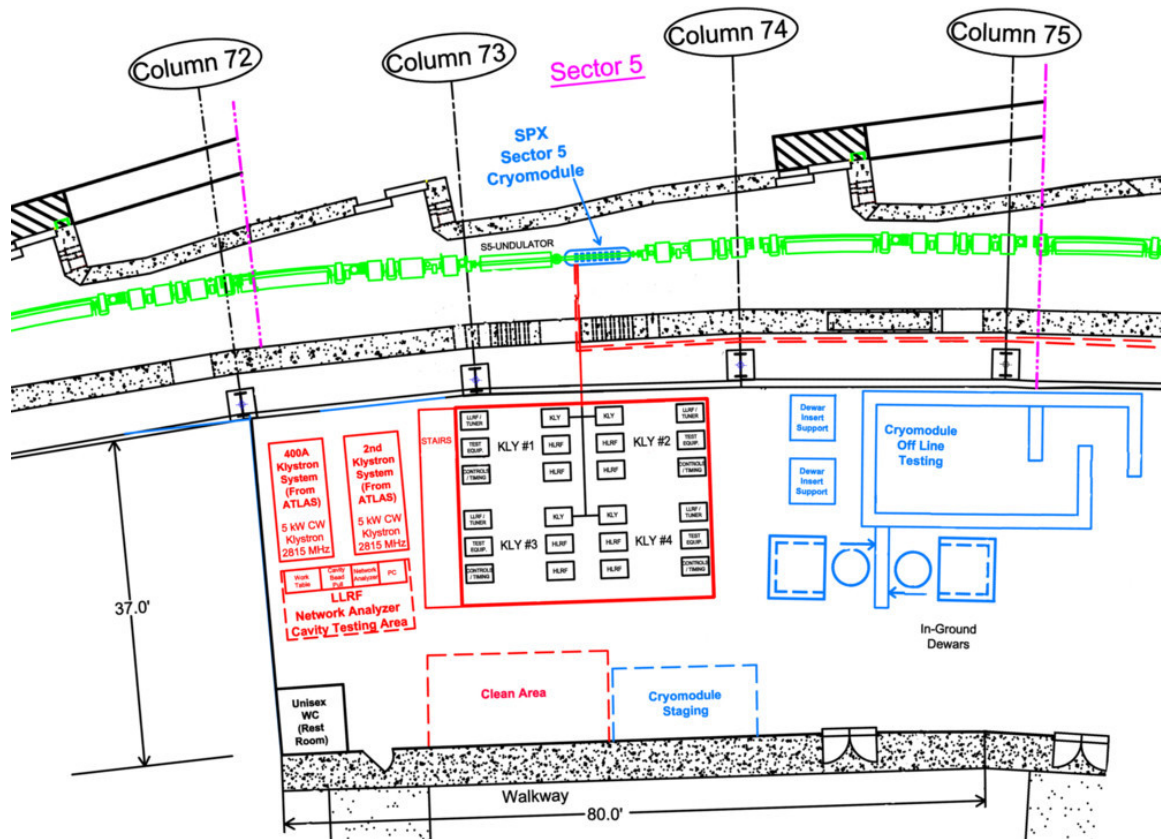 Column 72
Column 73
Column 74
Column 75
Sector 5
SPX
Sector 5
Cryomodule
S5-UNDULATOR
STAIRS
400A
Klystron
System
(From
ATLAS)
5 kW CW
Klystron
2815 MHz
2nd
Klystron
System
(From
ATLAS)
5 kW CW
Klystron
2815 MHz
Work
Table
Cavity
Bead
Pull
Network
Analyzer
PC
LLRF
Network Analyzer
Cavity Testing Area
LLRF /
TUNER
TEST
EQUIP.
CONTROLS
/ TIMING
KLY #1
KLY
HLRF
HLRF
KLY
HLRF
HLRF
KLY #2
LLRF /
TUNER
TEST
EQUIP.
CONTROLS
/ TIMING
LLRF /
TUNER
TEST
EQUIP.
CONTROLS
/ TIMING
KLY #3
KLY
HLRF
HLRF
KLY
HLRF
HLRF
KLY #4
LLRF /
TUNER
TEST
EQUIP.
CONTROLS
/ TIMING
Dewar
Insert
Support
Dewar
Insert
Support
Cryomodule
Off Line
Testing
In-Ground
Dewars
37.0'
Unisex
WC
(Rest
Room)
Clean Area
Cryomodule
Staging
Walkway
80.0'